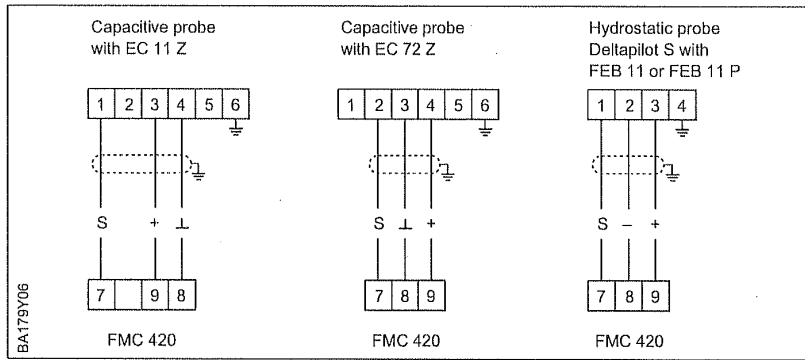 Capacitive probe
with EC 11 Z
1 2 3 4 5 6
S + ⊥
7 9 8
FMC 420
Capacitive probe
with EC 72 Z
1 2 3 4 5 6
S ⊥ +
7 8 9
FMC 420
Hydrostatic probe
Deltapilot S with
FEB 11 or FEB 11 P
1 2 3 4
S – +
7 8 9
FMC 420
BA179Y06